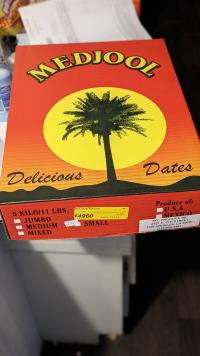 MEDJOOL
Delicious Dates
5 KILO/11 LBS.
JUMBO
MEDIUM
MIXED
14960
SMALL
Produce of:
U.S.A.
MEXICO